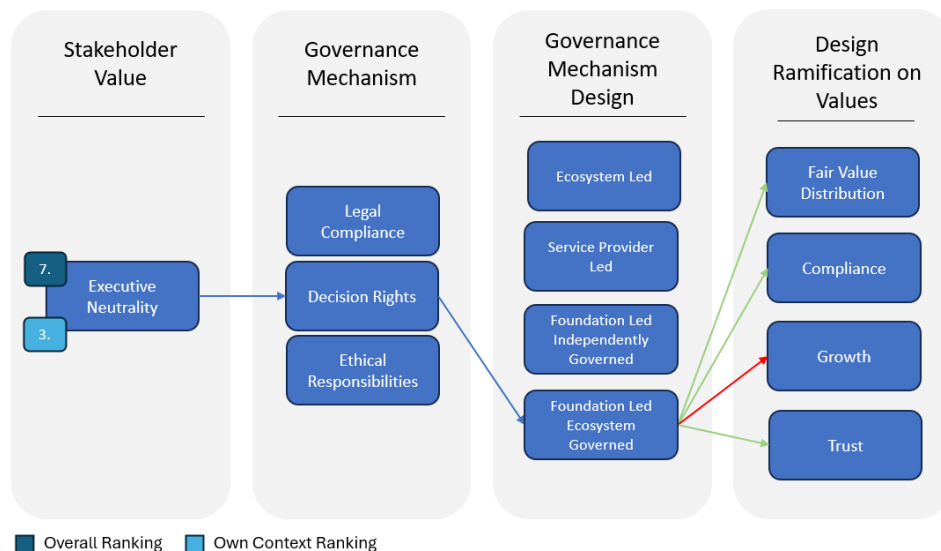 Stakeholder
Value
Governance
Mechanism
Governance
Mechanism
Design
Design
Ramification on
Values
7.
Executive
Neutrality
3.
Legal
Compliance
Decision Rights
Ethical
Responsibilities
Ecosystem Led
Service Provider
Led
Foundation Led
Independently
Governed
Foundation Led
Ecosystem
Governed
Fair Value
Distribution
Compliance
Growth
Trust
Overall Ranking
Own Context Ranking